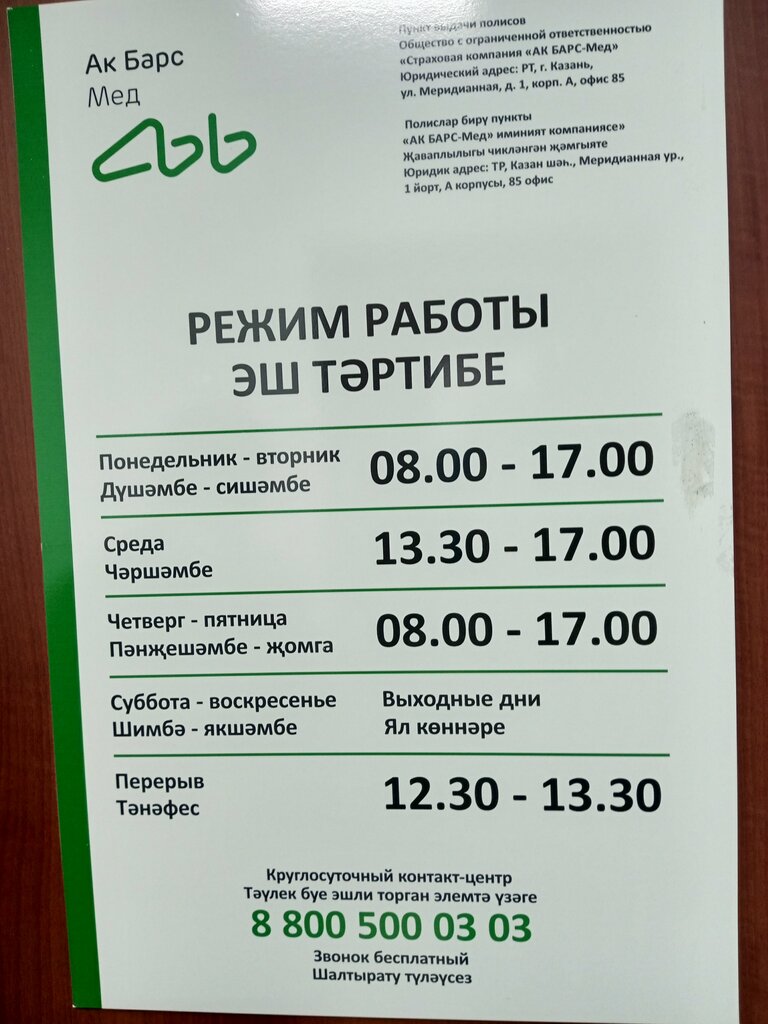 Ак Барс
Мед
Пункт выдачи полисов
Общество с ограниченной ответственностью
«Страховая компания «АК БАРС-Мед»
Юридический адрес: РТ, г. Казань,
ул. Меридианная, д. 1, корп. А, офис 85
Полислар бирү пункты
«АК БАРС-Мед» иминият компаниясе»
Җаваплылыгы чикләнгән җәмгыяте
Юридик адрес: ТР, Казан шәһ., Меридианная ур.,
1 йорт, А корпусы, 85 офис
РЕЖИМ РАБОТЫ
ЭШ ТӘРТИБЕ
Понедельник - вторник 08.00 - 17.00
Дүшәмбе - сишәмбе
Среда 13.30 - 17.00
Чәршәмбе
Четверг - пятница 08.00 - 17.00
Пәнҗешәмбе - җомга
Суббота - воскресенье Выходные дни
Шимбә - якшәмбе Ял көннәре
Перерыв 12.30 - 13.30
Тәнәфес
Круглосуточный контакт-центр
Тәүлек буе эшли торган элемтә үзәге
8 800 500 03 03
Звонок бесплатный
Шалтырату түләүсез